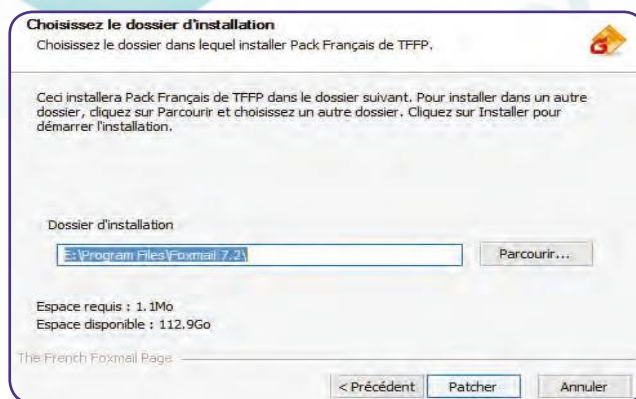 Choisissez le dossier d'installation
Choisissez le dossier dans lequel installer Pack Français de TFFP.
Ceci installera Pack Français de TFFP dans le dossier suivant. Pour installer dans un autre
dossier, cliquez sur Parcourir et choisissez un autre dossier. Cliquez sur Installer pour
démarrer l'installation.
Dossier d'installation
E:\Program Files\Foxmail 7.2\
Parcourir...
Espace requis : 1.1Mo
Espace disponible : 112.9Go
The French Foxmail Page
< Précédent
Patcher
Annuler